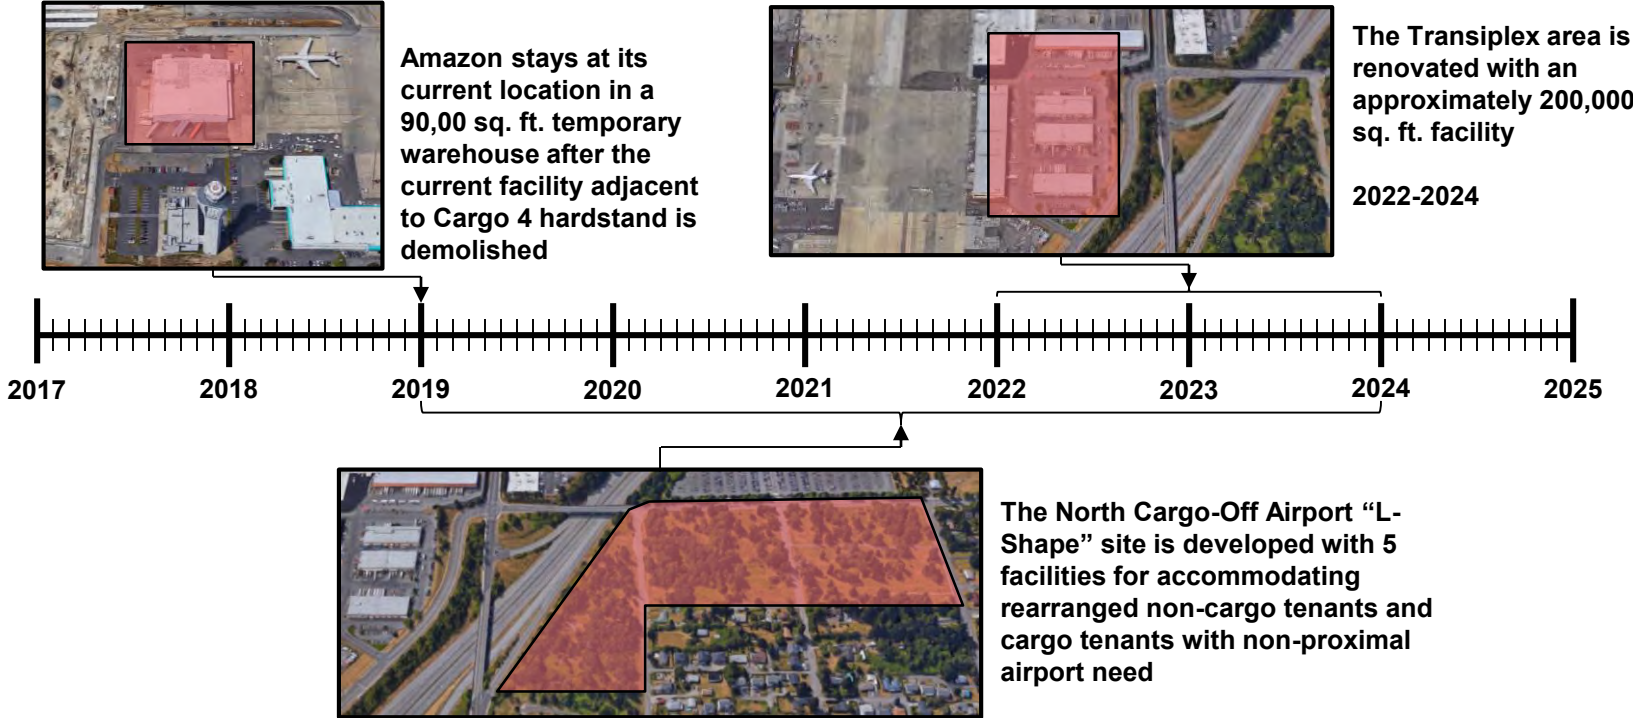 Amazon stays at its
current location in a
90,00 sq. ft. temporary
warehouse after the
current facility adjacent
to Cargo 4 hardstand is
demolished
The Transiplex area is
renovated with an
approximately 200,000
sq. ft. facility
2022-2024
2017
2018
2019
2020
2021
2022
2023
2024
2025
The North Cargo-Off Airport “L-
Shape” site is developed with 5
facilities for accommodating
rearranged non-cargo tenants and
cargo tenants with non-proximal
airport need